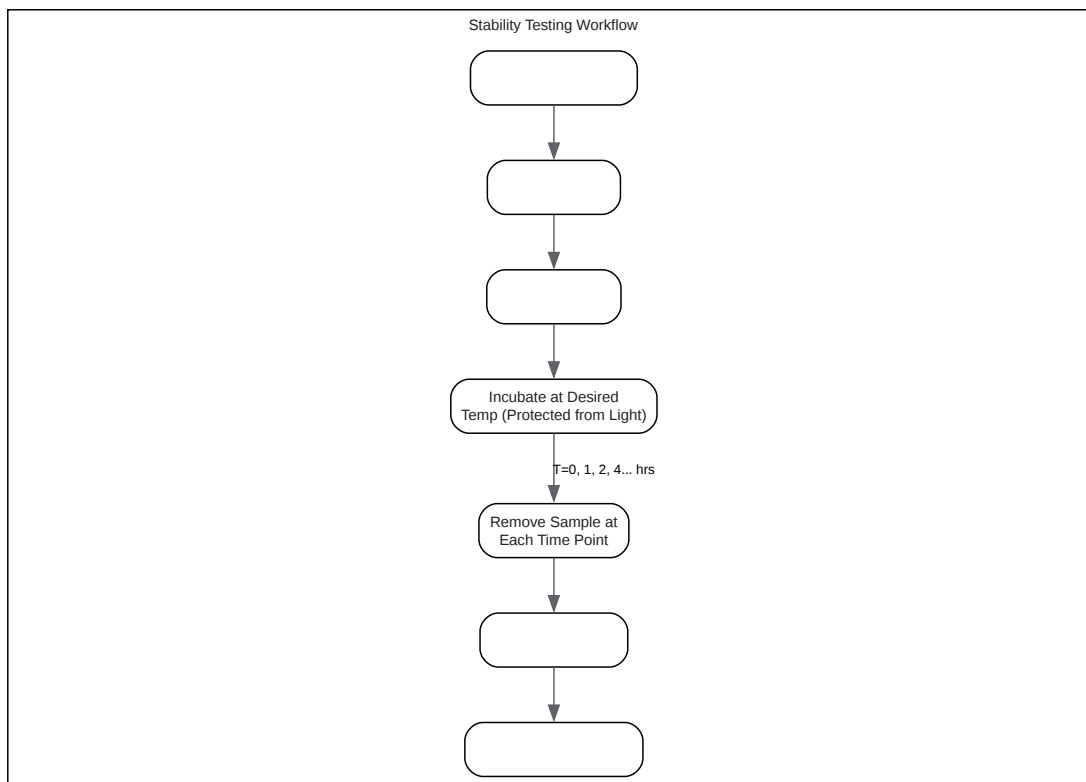 Stability Testing Workflow
Incubate at Desired
Temp (Protected from Light)
T=0, 1, 2, 4... hrs
Remove Sample at
Each Time Point